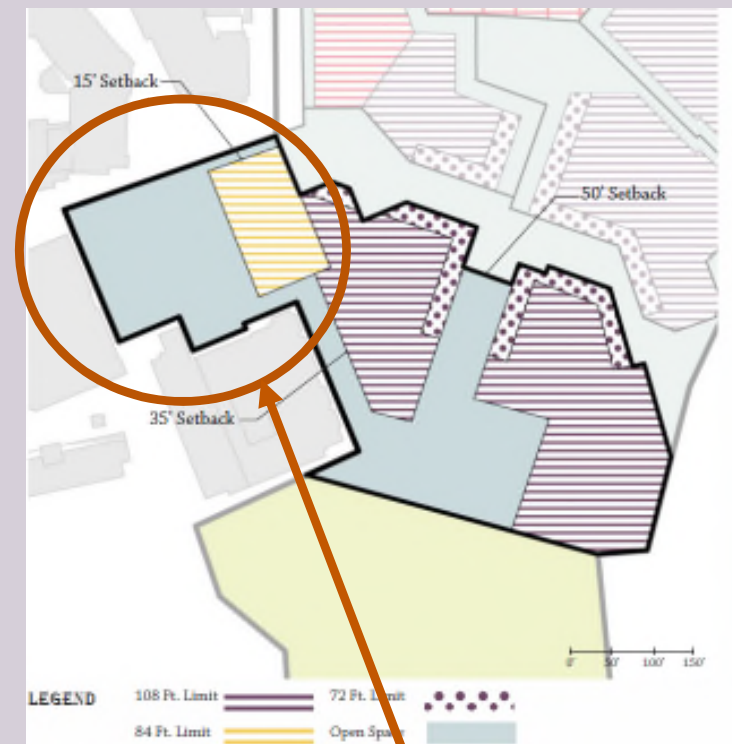 15' Setback
50' Setback
35' Setback
0' 50' 100' 150'
LEGEND 108 Ft. Limit 72 Ft. Limit
84 Ft. Limit Open Space